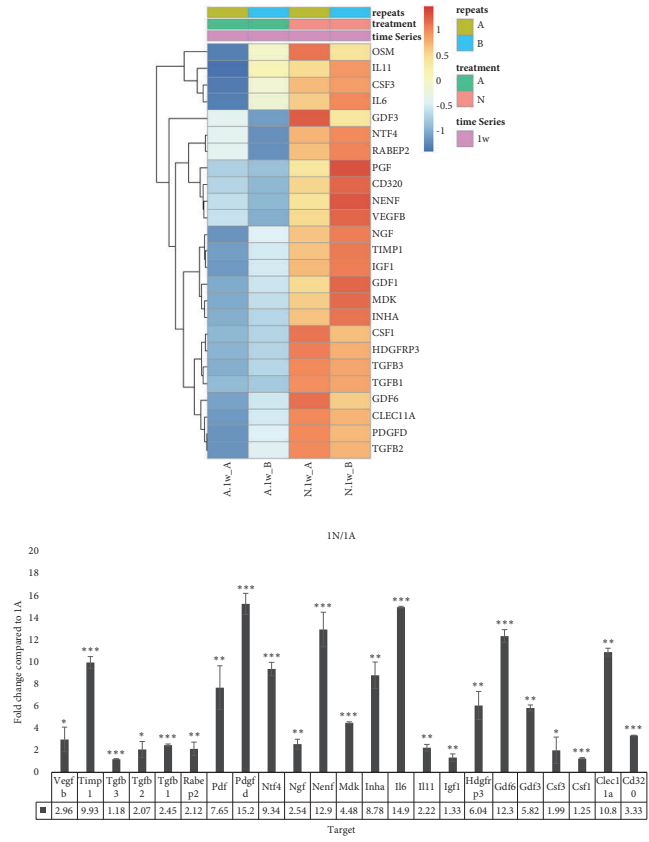 repeats
treatment
time Series
OSM
IL11
CSF3
IL6
GDF3
NTF4
RABEP2
PGF
CD320
NENF
VEGFB
NGF
TIMP1
IGF1
GDF1
MDK
INHA
CSF1
HDGFRP3
TGFB3
TGFB1
GDF6
CLEC11A
PDGFD
TGFB2
A.1w_A
A.1w_B
N.1w_A
N.1w_B
1
0.5
0
-0.5
-1
repeats
A
B
treatment
A
N
time Series
1w
1N/1A
Fold change compared to 1A
20
18
16
14
12
10
8
6
4
2
0
*
***
***
**
***
**
**
***
***
**
***
***
**
***
**
**
**
***
**
*
***
**
***
Vegf Timp Tgfb Tgfb Tgfb Rabe Pdf Pdgf Ntf4 Ngf Nenf Mdk Inha Il6 Il11 Igf1 Hdgfr Gdf6 Gdf3 Csf3 Csf1 Clec1 Cd32
b 1 3 2 1 p2 d p3 1a 0
2.96 9.93 1.18 2.07 2.45 2.12 7.65 15.2 9.34 2.54 12.9 4.48 8.78 14.9 2.22 1.33 6.04 12.3 5.82 1.99 1.25 10.8 3.33
Target